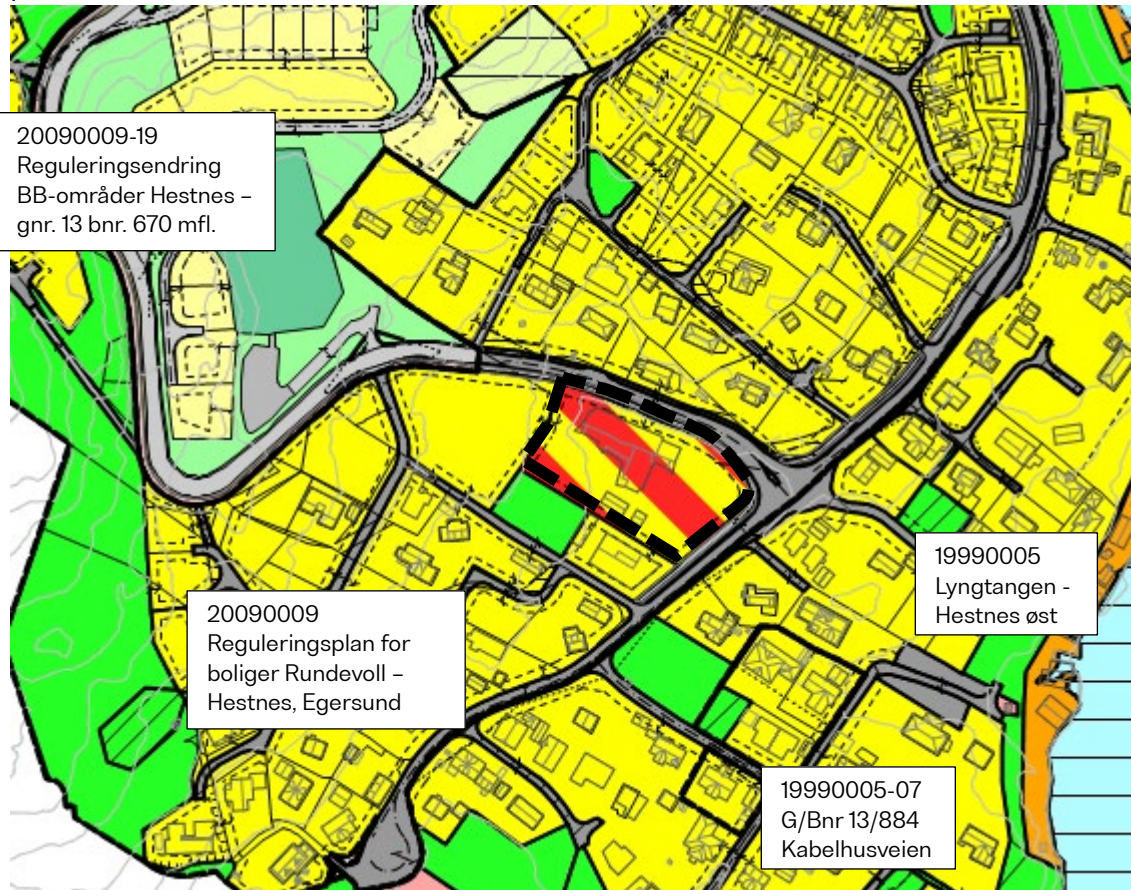 20090009-19
Reguleringsendring
BB-områder Hestnes –
gnr. 13 bnr. 670 mfl.
20090009
Reguleringsplan for
boliger Rundevoll –
Hestnes, Egersund
19990005
Lyngtangen -
Hestnes øst
19990005-07
G/Bnr 13/884
Kabelhusveien